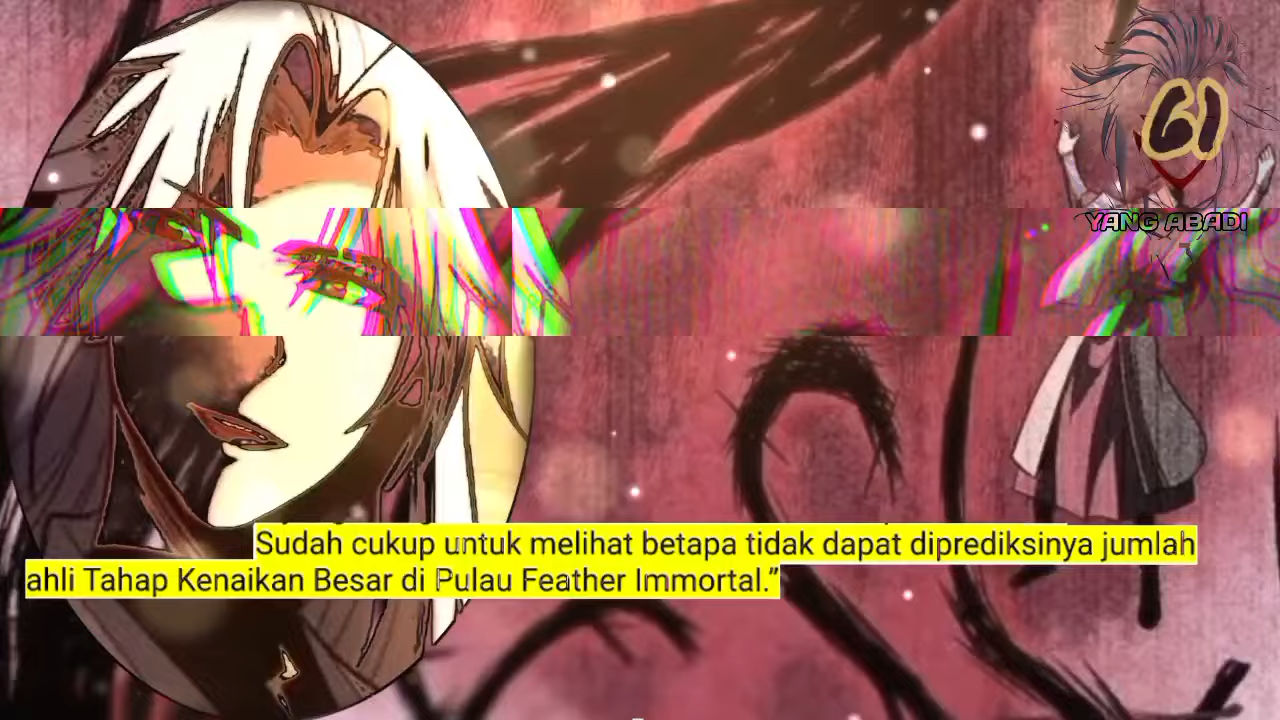 61
YANG ABADI
Sudah cukup untuk melihat betapa tidak dapat diprediksinya jumlah
ahli Tahap Kenaikan Besar di Pulau Feather Immortal.”